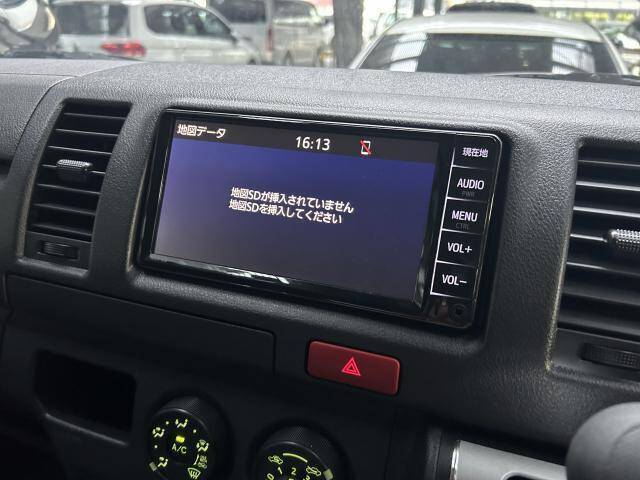 地図データ
16:13
地図SDが挿入されていません
地図SDを挿入してください
現在地
AUDIO
PWR
MENU
CTRL
VOL+
VOL−
A/C